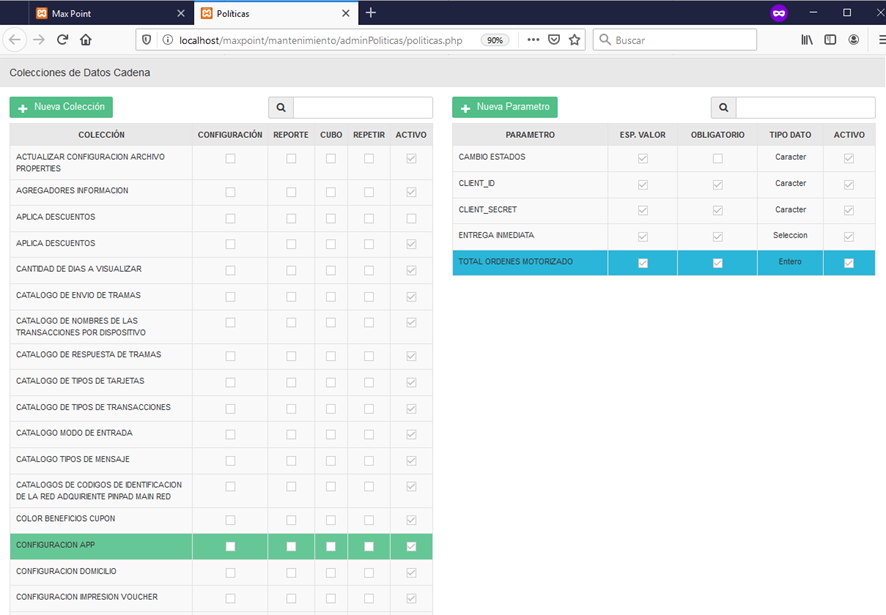 Max Point
Políticas
localhost/maxpoint/mantenimiento/adminPoliticas/politicas.php
90%
Buscar
Colecciones de Datos Cadena
Nueva Colección
COLECCIÓN CONFIGURACIÓN REPORTE CUBO REPETIR ACTIVO
ACTUALIZAR CONFIGURACION ARCHIVO
PROPERTIES
AGREGADORES INFORMACION
APLICA DESCUENTOS
APLICA DESCUENTOS
CANTIDAD DE DIAS A VISUALIZAR
CATALOGO DE ENVIO DE TRAMAS
CATALOGO DE NOMBRES DE LAS
TRANSACCIONES POR DISPOSITIVO
CATALOGO DE RESPUESTA DE TRAMAS
CATALOGO DE TIPOS DE TARJETAS
CATALOGO DE TIPOS DE TRANSACCIONES
CATALOGO MODO DE ENTRADA
CATALOGO TIPOS DE MENSAJE
CATALOGOS DE CODIGOS DE IDENTIFICACION
DE LA RED ADQUIRIENTE PINPAD MAIN RED
COLOR BENEFICIOS CUPON
CONFIGURACION APP
CONFIGURACION DOMICILIO
CONFIGURACION IMPRESION VOUCHER
Nueva Parametro
PARAMETRO ESP. VALOR OBLIGATORIO TIPO DATO ACTIVO
CAMBIO ESTADOS Caracter
CLIENT_ID Caracter
CLIENT_SECRET Caracter
ENTREGA INMEDIATA Seleccion
TOTAL ORDENES MOTORIZADO Entero